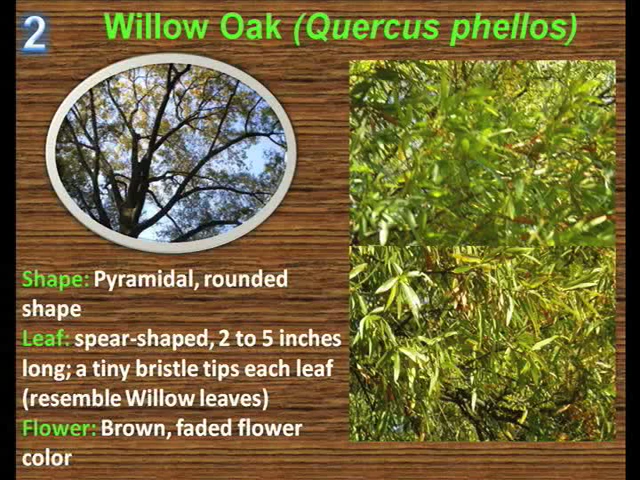 2
Willow Oak (Quercus phellos)
Shape: Pyramidal, rounded
shape
Leaf: spear-shaped, 2 to 5 inches
long; a tiny bristle tips each leaf
(resemble Willow leaves)
Flower: Brown, faded flower
color